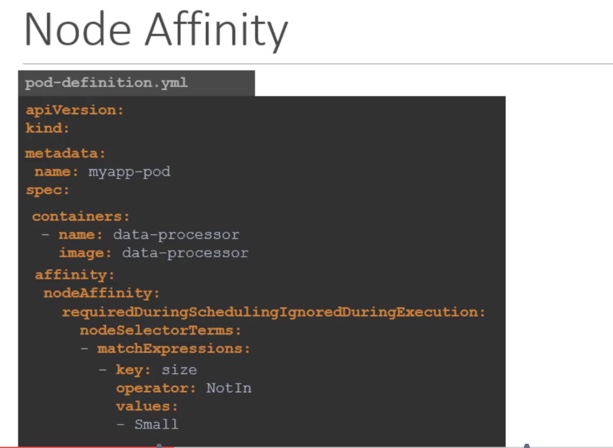 Node Affinity
pod-definition.yml
apiVersion:
kind:
metadata:
name: myapp-pod
spec:
containers:
- name: data-processor
image: data-processor
affinity:
nodeAffinity:
requiredDuringSchedulingIgnoredDuringExecution:
nodeSelectorTerms:
- matchExpressions:
- key: size
operator: NotIn
values:
- Small